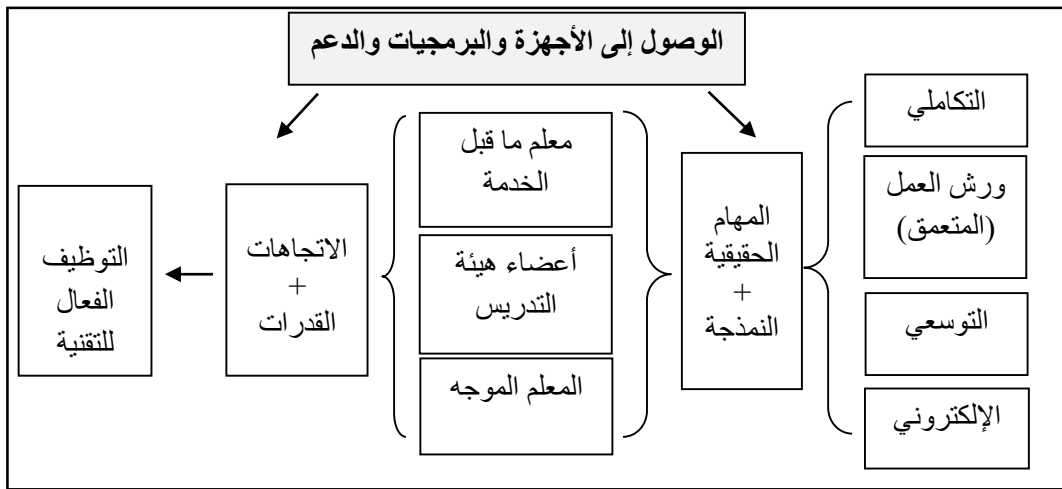 الوصول إلى الأجهزة والبرمجيات والدعم
التكاملي
ورش العمل
(المتعمق)
التوسعي
الإلكتروني
المهام
الحقيقية
+
النمذجة
معلم ما قبل
الخدمة
أعضاء هيئة
التدريس
المعلم الموجه
الاتجاهات
+
القدرات
التوظيف
الفعال
للتقنية